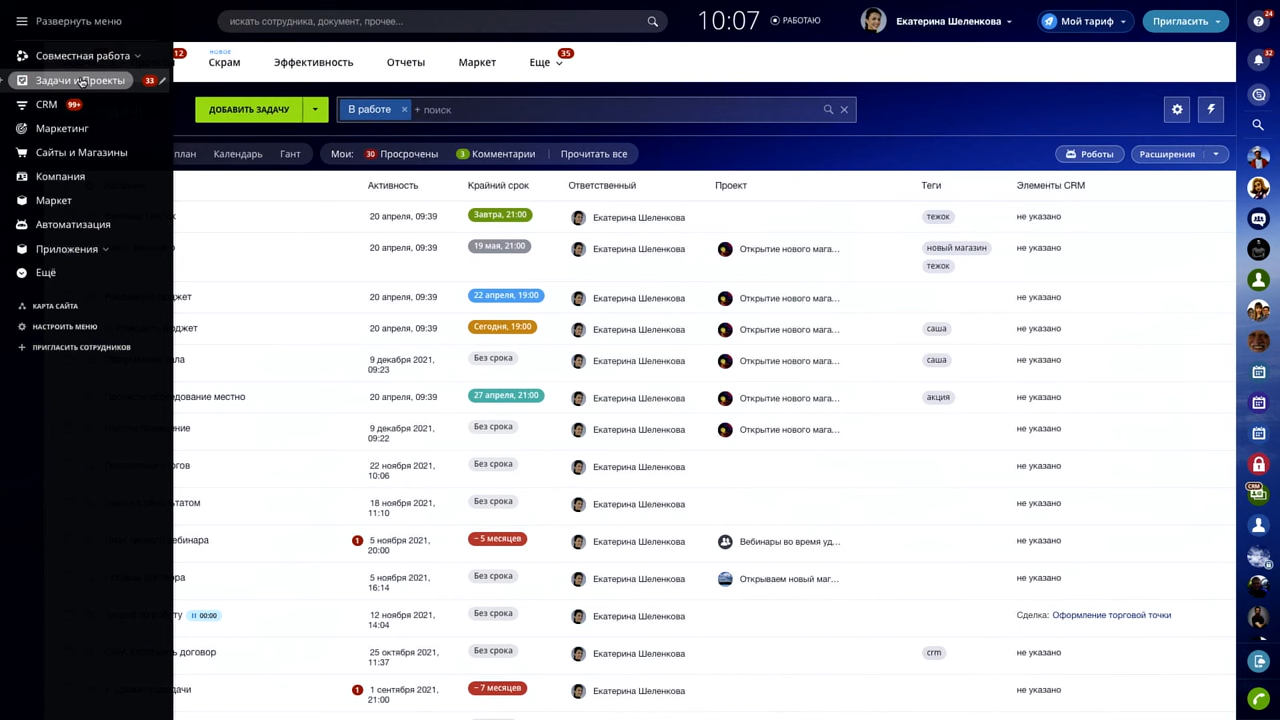 Развернуть меню
искать сотрудника, документ, прочее...
10:07
РАБОТАЮ
Екатерина Шеленкова
Мой тариф
Пригласить
24
Совместная работа
Задачи и Проекты
33
CRM
99+
Маркетинг
Сайты и Магазины
Компания
Маркет
Автоматизация
Приложения
Ещё
КАРТА САЙТА
НАСТРОИТЬ МЕНЮ
ПРИГЛАСИТЬ СОТРУДНИКОВ
12
НОВОЕ
Скрам
Эффективность
Отчеты
Маркет
Еще
35
32
ДОБАВИТЬ ЗАДАЧУ
В работе
+ поиск
план
Календарь
Гант
Мои:
30 Просрочены
3 Комментарии
Прочитать все
Роботы
Расширения
Активность
Крайний срок
Ответственный
Проект
Теги
Элементы CRM
20 апреля, 09:39
Завтра, 21:00
Екатерина Шеленкова
тежок
не указано
20 апреля, 09:39
19 мая, 21:00
Екатерина Шеленкова
Открытие нового мага...
новый магазин
тежок
не указано
20 апреля, 09:39
22 апреля, 19:00
Екатерина Шеленкова
Открытие нового мага...
не указано
20 апреля, 09:39
Сегодня, 19:00
Екатерина Шеленкова
Открытие нового мага...
саша
не указано
9 декабря 2021,
09:23
Без срока
Екатерина Шеленкова
Открытие нового мага...
саша
не указано
местно
20 апреля, 09:39
27 апреля, 21:00
Екатерина Шеленкова
Открытие нового мага...
акция
не указано
9 декабря 2021,
09:22
Без срока
Екатерина Шеленкова
Открытие нового мага...
не указано
22 ноября 2021,
10:06
Без срока
Екатерина Шеленкова
не указано
18 ноября 2021,
11:10
Без срока
Екатерина Шеленкова
не указано
1
5 ноября 2021,
20:00
− 5 месяцев
Екатерина Шеленкова
Вебинары во время уд...
не указано
5 ноября 2021,
16:14
Без срока
Екатерина Шеленкова
Открываем новый маг...
не указано
00:00
12 ноября 2021,
14:04
Без срока
Екатерина Шеленкова
Сделка: Оформление торговой точки
договор
25 октября 2021,
11:37
Без срока
Екатерина Шеленкова
crm
не указано
1
1 сентября 2021,
21:00
− 7 месяцев
Екатерина Шеленкова
не указано
CRM